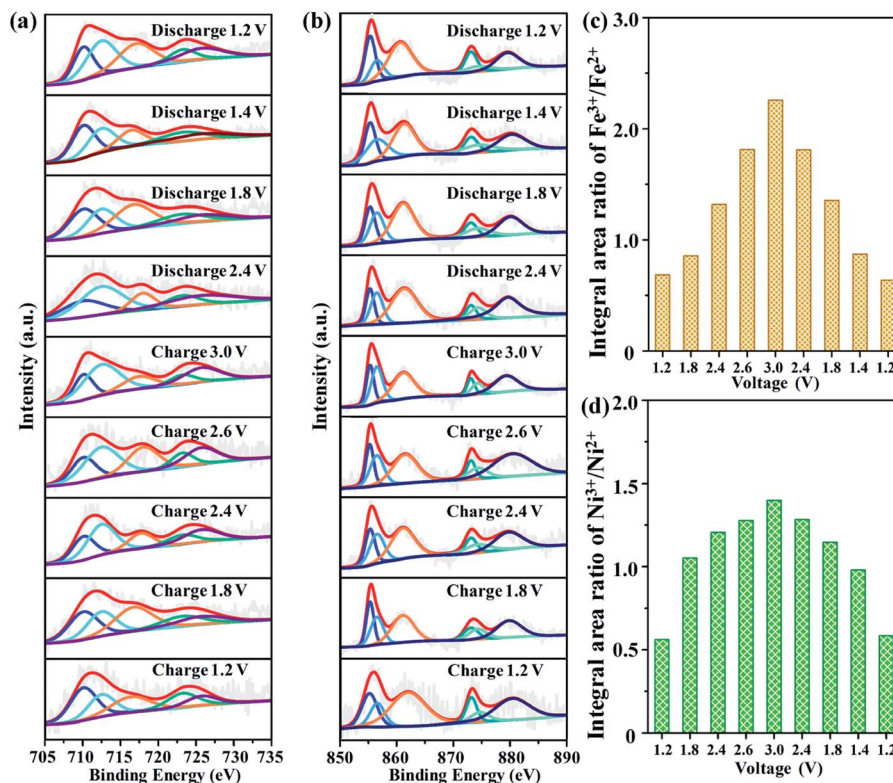 (a)
Intensity (a.u.)
Discharge 1.2 V
Discharge 1.4 V
Discharge 1.8 V
Discharge 2.4 V
Charge 3.0 V
Charge 2.6 V
Charge 2.4 V
Charge 1.8 V
Charge 1.2 V
705 710 715 720 725 730 735
Binding Energy (eV)
(b)
Intensity (a.u.)
Discharge 1.2 V
Discharge 1.4 V
Discharge 1.8 V
Discharge 2.4 V
Charge 3.0 V
Charge 2.6 V
Charge 2.4 V
Charge 1.8 V
Charge 1.2 V
850 860 870 880 890
Binding Energy (eV)
(c)
Integral area ratio of Fe³⁺/Fe²⁺
3.0
2.0
1.0
0
1.2 1.8 2.4 2.6 3.0 2.4 1.8 1.4 1.2
Voltage (V)
(d)
Integral area ratio of Ni³⁺/Ni²⁺
2.0
1.5
1.0
0.5
0
1.2 1.8 2.4 2.6 3.0 2.4 1.8 1.4 1.2
Voltage (V)